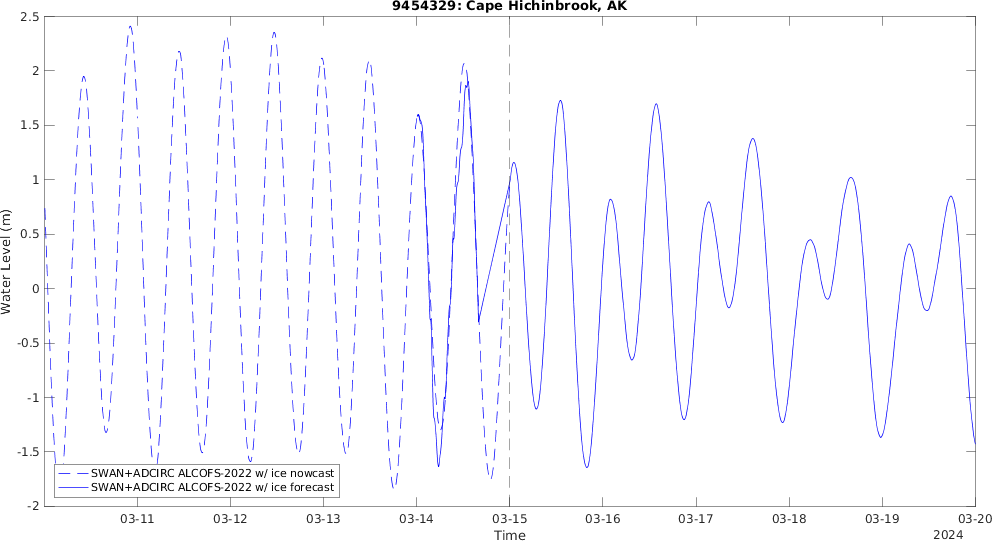 9454329: Cape Hichinbrook, AK
2.5
2
1.5
1
0.5
0
-0.5
-1
-1.5
-2
Water Level (m)
SWAN+ADCIRC ALCOFS-2022 w/ ice nowcast
SWAN+ADCIRC ALCOFS-2022 w/ ice forecast
03-11 03-12 03-13 03-14 03-15 03-16 03-17 03-18 03-19 03-20
Time
2024